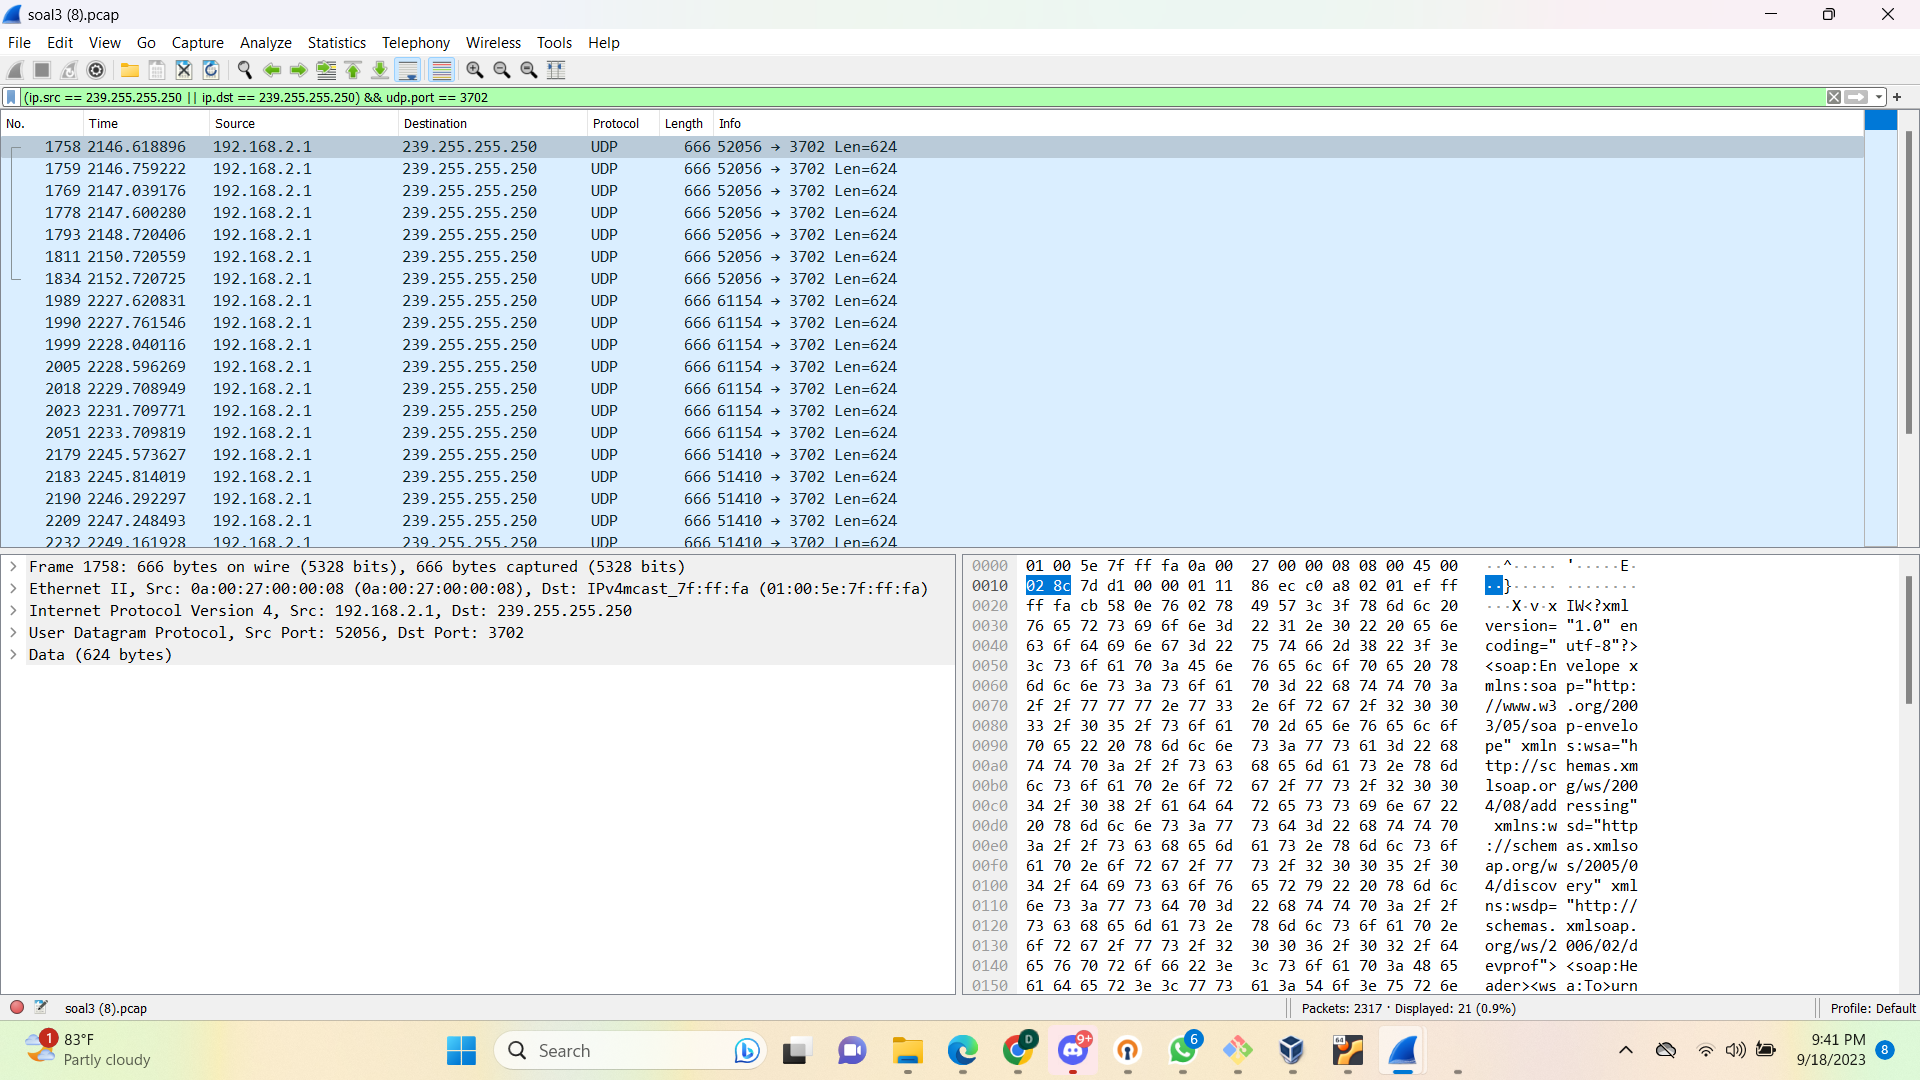 soal3 (8).pcap
File Edit View Go Capture Analyze Statistics Telephony Wireless Tools Help
(ip.src == 239.255.255.250 || ip.dst == 239.255.255.250) && udp.port == 3702
No. Time Source Destination Protocol Length Info
1758 2146.618896 192.168.2.1 239.255.255.250 UDP 666 52056 → 3702 Len=624
1759 2146.759222 192.168.2.1 239.255.255.250 UDP 666 52056 → 3702 Len=624
1769 2147.039176 192.168.2.1 239.255.255.250 UDP 666 52056 → 3702 Len=624
1778 2147.600280 192.168.2.1 239.255.255.250 UDP 666 52056 → 3702 Len=624
1793 2148.720406 192.168.2.1 239.255.255.250 UDP 666 52056 → 3702 Len=624
1811 2150.720559 192.168.2.1 239.255.255.250 UDP 666 52056 → 3702 Len=624
1834 2152.720725 192.168.2.1 239.255.255.250 UDP 666 52056 → 3702 Len=624
1989 2227.620831 192.168.2.1 239.255.255.250 UDP 666 61154 → 3702 Len=624
1990 2227.761546 192.168.2.1 239.255.255.250 UDP 666 61154 → 3702 Len=624
1999 2228.040116 192.168.2.1 239.255.255.250 UDP 666 61154 → 3702 Len=624
2005 2228.596269 192.168.2.1 239.255.255.250 UDP 666 61154 → 3702 Len=624
2018 2229.708949 192.168.2.1 239.255.255.250 UDP 666 61154 → 3702 Len=624
2023 2231.709771 192.168.2.1 239.255.255.250 UDP 666 61154 → 3702 Len=624
2051 2233.709819 192.168.2.1 239.255.255.250 UDP 666 61154 → 3702 Len=624
2179 2245.573627 192.168.2.1 239.255.255.250 UDP 666 51410 → 3702 Len=624
2183 2245.814019 192.168.2.1 239.255.255.250 UDP 666 51410 → 3702 Len=624
2190 2246.292297 192.168.2.1 239.255.255.250 UDP 666 51410 → 3702 Len=624
2209 2247.248493 192.168.2.1 239.255.255.250 UDP 666 51410 → 3702 Len=624
2232 2249.161928 192.168.2.1 239.255.255.250 UDP 666 51410 → 3702 Len=624
Frame 1758: 666 bytes on wire (5328 bits), 666 bytes captured (5328 bits)
Ethernet II, Src: 0a:00:27:00:00:08 (0a:00:27:00:00:08), Dst: IPv4mcast_7f:ff:fa (01:00:5e:7f:ff:fa)
Internet Protocol Version 4, Src: 192.168.2.1, Dst: 239.255.255.250
User Datagram Protocol, Src Port: 52056, Dst Port: 3702
Data (624 bytes)
0000 01 00 5e 7f ff fa 0a 00 27 00 00 08 08 00 45 00 ··^····· '·····E·
0010 02 8c 7d d1 00 00 01 11 86 ec c0 a8 02 01 ef ff ··}····· ········
0020 ff fa cb 58 0e 76 02 78 49 57 3c 3f 78 6d 6c 20 ···X·v·x IW<?xml
0030 76 65 72 73 69 6f 6e 3d 22 31 2e 30 22 20 65 6e version= "1.0" en
0040 63 6f 64 69 6e 67 3d 22 75 74 66 2d 38 22 3f 3e coding=" utf-8"?>
0050 3c 73 6f 61 70 3a 45 6e 76 65 6c 6f 70 65 20 78 <soap:En velope x
0060 6d 6c 6e 73 3a 73 6f 61 70 3d 22 68 74 74 70 3a mlns:soa p="http:
0070 2f 2f 77 77 77 2e 77 33 2e 6f 72 67 2f 32 30 30 //www.w3 .org/200
0080 33 2f 30 35 2f 73 6f 61 70 2d 65 6e 76 65 6c 6f 3/05/soa p-envelo
0090 70 65 22 20 78 6d 6c 6e 73 3a 77 73 61 3d 22 68 pe" xmln s:wsa="h
00a0 74 74 70 3a 2f 2f 73 63 68 65 6d 61 73 2e 78 6d ttp://sc hemas.xm
00b0 6c 73 6f 61 70 2e 6f 72 67 2f 77 73 2f 32 30 30 lsoap.or g/ws/200
00c0 34 2f 30 38 2f 61 64 64 72 65 73 73 69 6e 67 22 4/08/add ressing"
00d0 20 78 6d 6c 6e 73 3a 77 73 64 3d 22 68 74 74 70 xmlns:w sd="http
00e0 3a 2f 2f 73 63 68 65 6d 61 73 2e 78 6d 6c 73 6f ://schem as.xmlso
00f0 61 70 2e 6f 72 67 2f 77 73 2f 32 30 30 35 2f 30 ap.org/w s/2005/0
0100 34 2f 64 69 73 63 6f 76 65 72 79 22 20 78 6d 6c 4/discov ery" xml
0110 6e 73 3a 77 73 64 70 3d 22 68 74 74 70 3a 2f 2f ns:wsdp= "http://
0120 73 63 68 65 6d 61 73 2e 78 6d 6c 73 6f 61 70 2e schemas. xmlsoap.
0130 6f 72 67 2f 77 73 2f 32 30 30 36 2f 30 32 2f 64 org/ws/2 006/02/d
0140 65 76 70 72 6f 66 22 3e 3c 73 6f 61 70 3a 48 65 evprof"> <soap:He
0150 61 64 65 72 3e 3c 77 73 61 3a 54 6f 3e 75 72 6e ader><ws a:To>urn
soal3 (8).pcap
Packets: 2317 · Displayed: 21 (0.9%)
Profile: Default
1
83°F
Partly cloudy
Search
D
9+
6
64
9:41 PM
9/18/2023
8